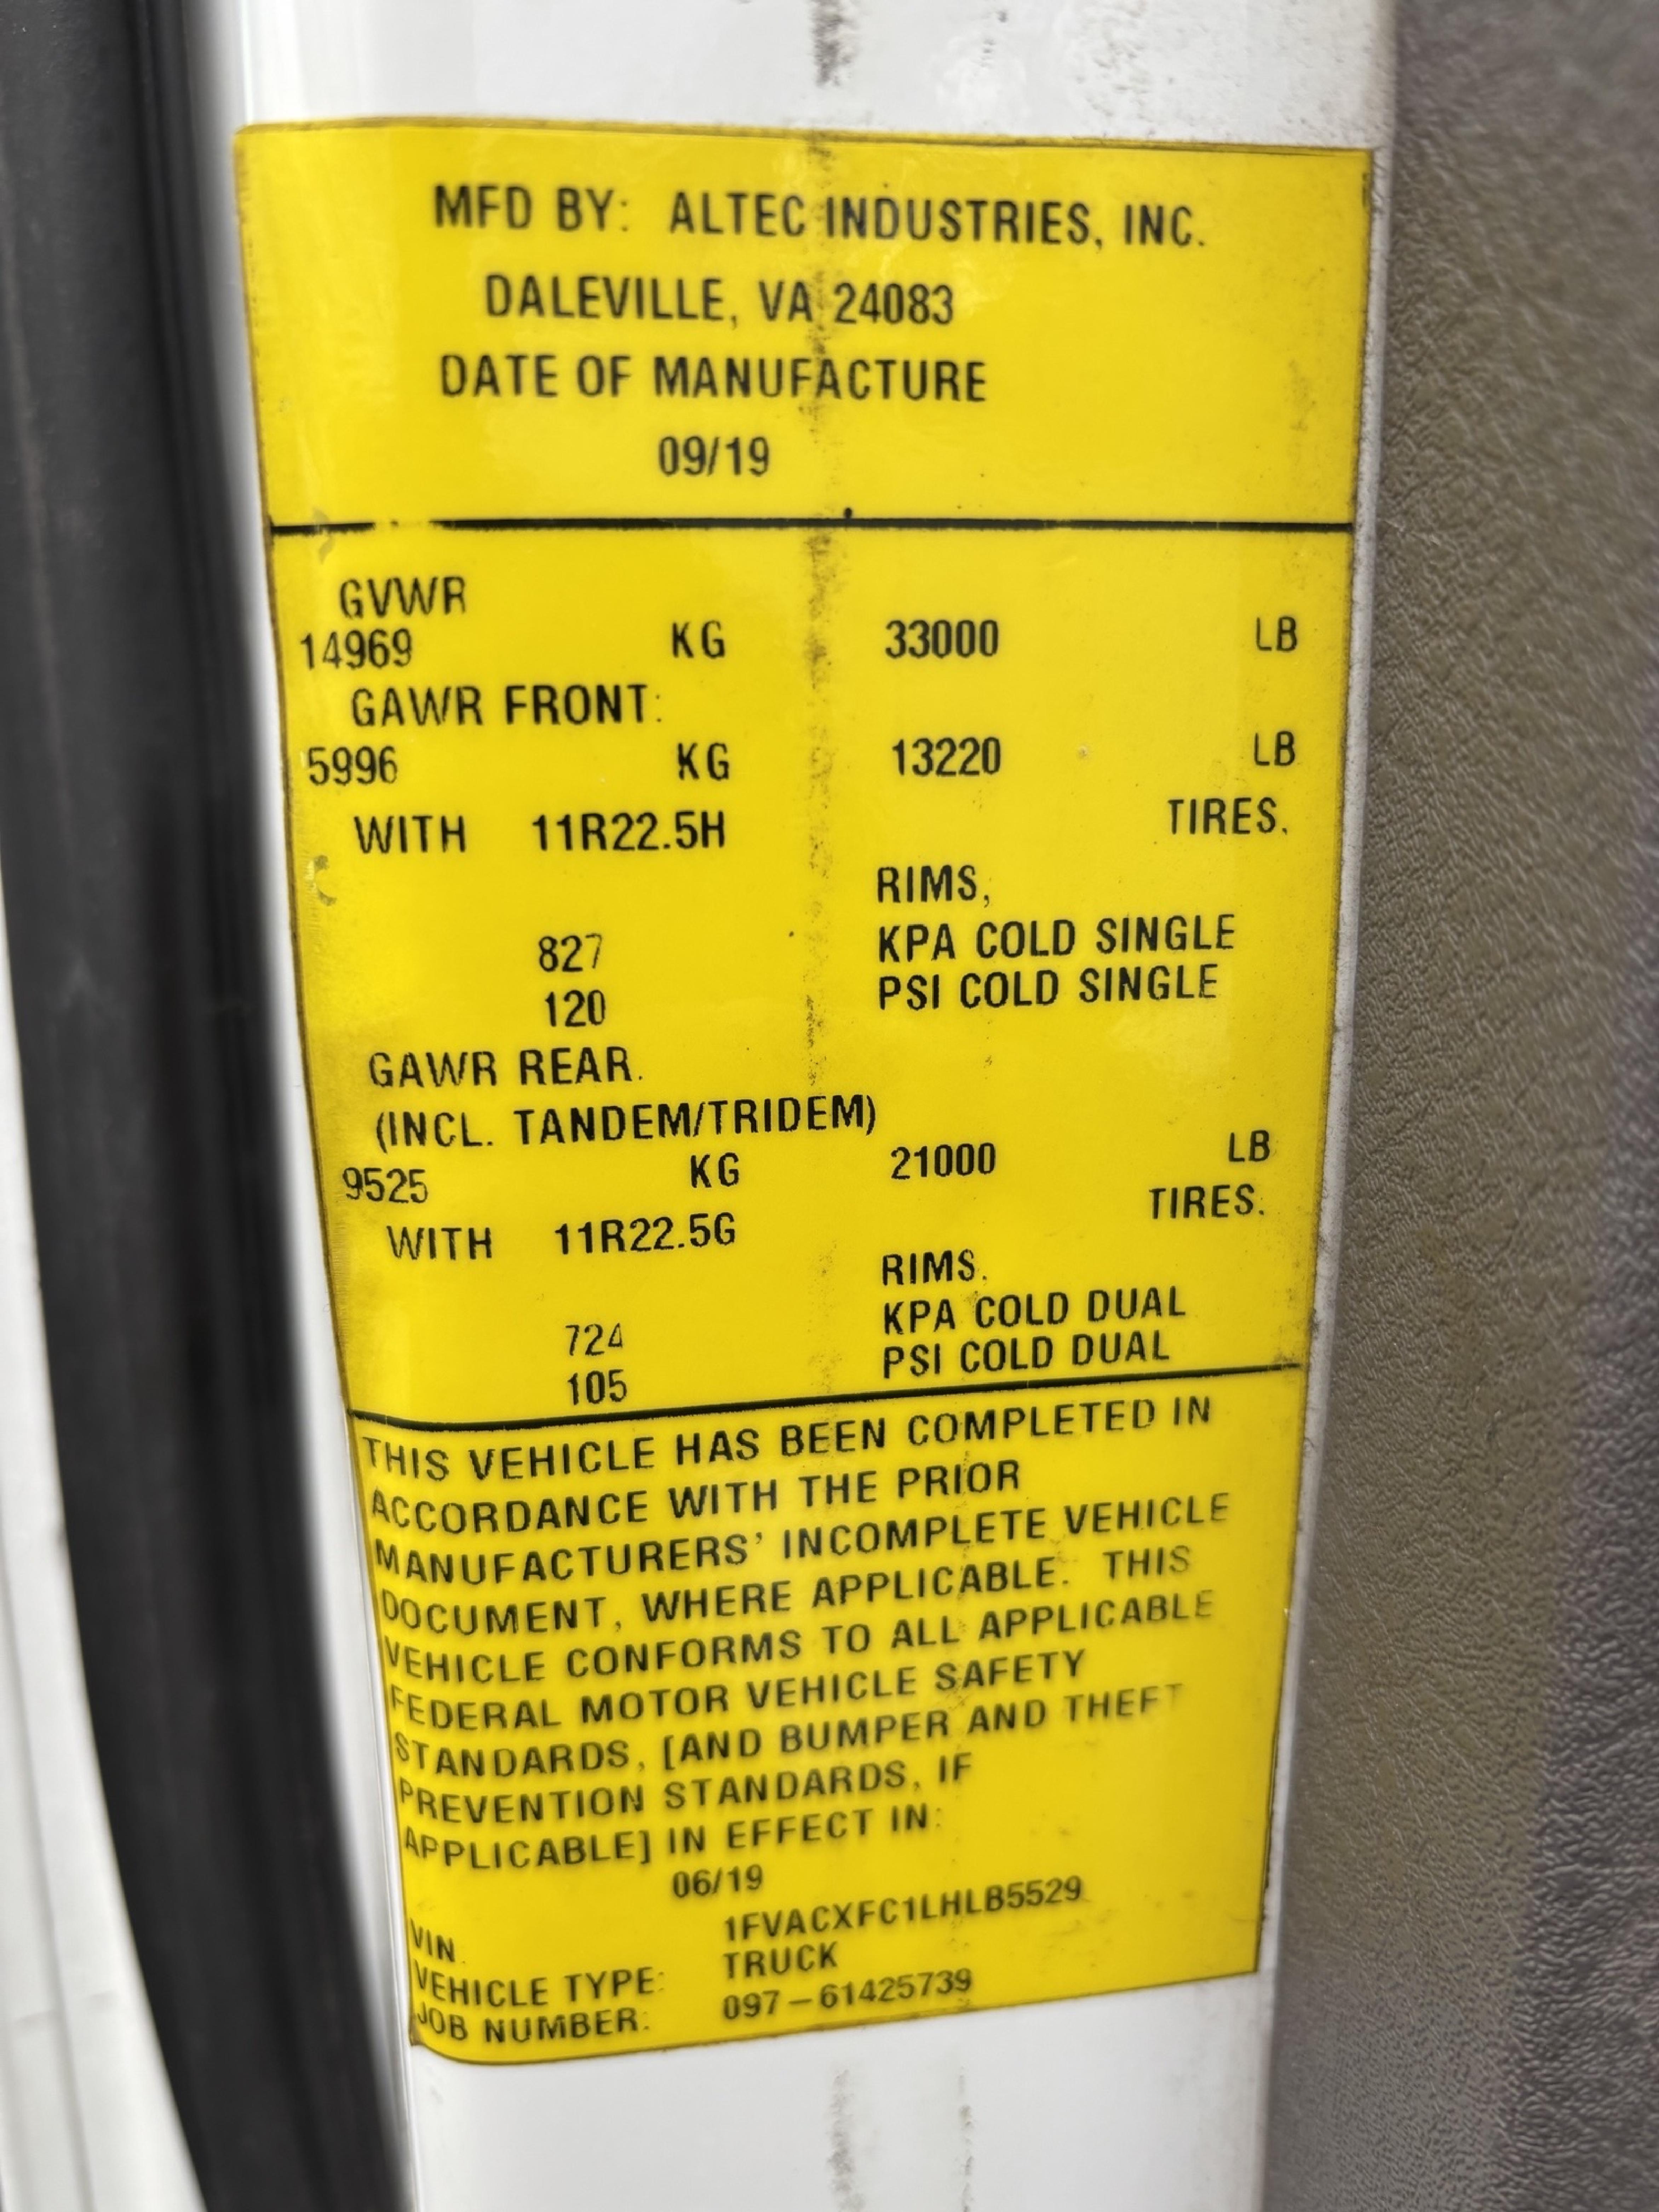 MFD BY: ALTEC INDUSTRIES, INC.
DALEVILLE, VA 24083
DATE OF MANUFACTURE
09/19
GVWR
14969 KG 33000 LB
GAWR FRONT:
5996 KG 13220 LB
WITH 11R22.5H TIRES,
RIMS,
827 KPA COLD SINGLE
120 PSI COLD SINGLE
GAWR REAR.
(INCL. TANDEM/TRIDEM)
9525 KG 21000 LB
WITH 11R22.5G TIRES.
RIMS.
724 KPA COLD DUAL
105 PSI COLD DUAL
THIS VEHICLE HAS BEEN COMPLETED IN
ACCORDANCE WITH THE PRIOR
MANUFACTURERS' INCOMPLETE VEHICLE
DOCUMENT, WHERE APPLICABLE. THIS
VEHICLE CONFORMS TO ALL APPLICABLE
FEDERAL MOTOR VEHICLE SAFETY
STANDARDS, [AND BUMPER AND THEFT
PREVENTION STANDARDS, IF
APPLICABLE] IN EFFECT IN:
06/19
VIN. 1FVACXFC1LHLB5529
VEHICLE TYPE: TRUCK
JOB NUMBER: 097-61425739